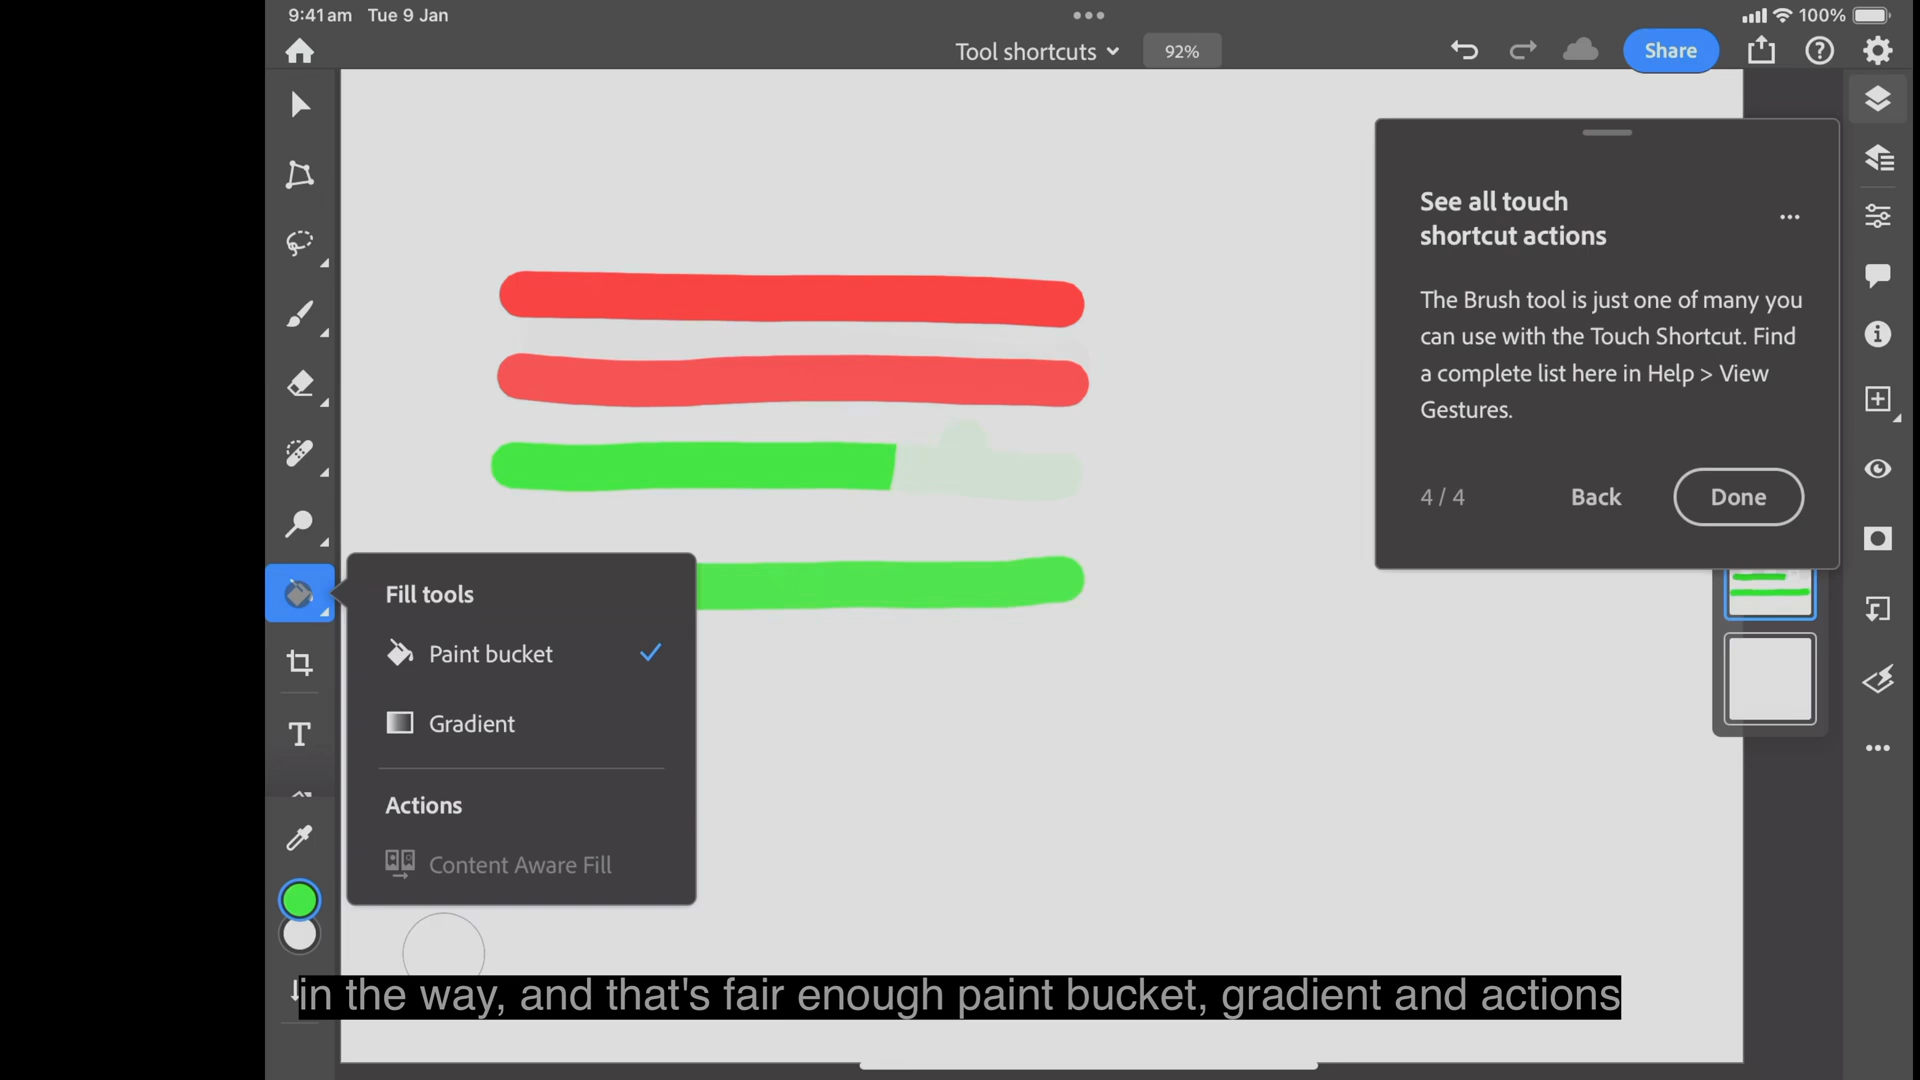 9:41am Tue 9 Jan
100%
Tool shortcuts
92%
Share
See all touch
shortcut actions
The Brush tool is just one of many you
can use with the Touch Shortcut. Find
a complete list here in Help > View
Gestures.
4 / 4
Back
Done
Fill tools
Paint bucket
Gradient
Actions
Content Aware Fill
in the way, and that's fair enough paint bucket, gradient and actions